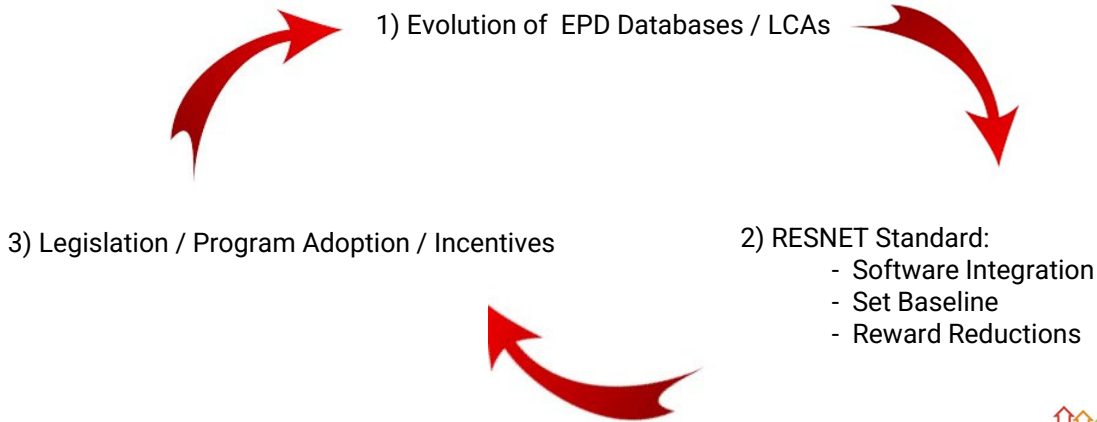 1) Evolution of EPD Databases / LCAs
3) Legislation / Program Adoption / Incentives
2) RESNET Standard:
- Software Integration
- Set Baseline
- Reward Reductions